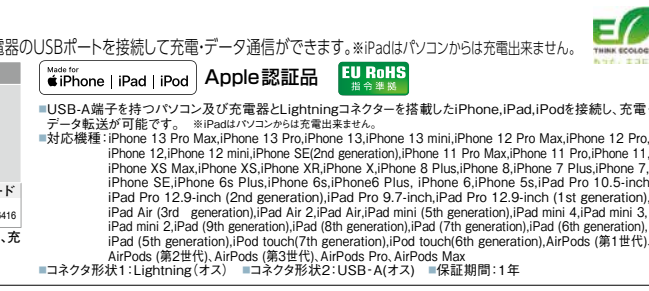 電器のUSBポートを接続して充電・データ通信ができます。※iPadはパソコンからは充電出来ません。
THINK ECOLOGY
Made for
iPhone | iPad | iPod
Apple認証品
EU RoHS
指令準拠
■USB-A端子を持つパソコン及び充電器とLightningコネクターを搭載したiPhone,iPad,iPodを接続し、充電・
データ転送が可能です。 ※iPadはパソコンからは充電出来ません。
■対応機種：iPhone 13 Pro Max,iPhone 13 Pro,iPhone 13,iPhone 13 mini,iPhone 12 Pro Max,iPhone 12 Pro,
iPhone 12,iPhone 12 mini,iPhone SE(2nd generation),iPhone 11 Pro Max,iPhone 11 Pro,iPhone 11,
iPhone XS Max,iPhone XS,iPhone XR,iPhone X,iPhone 8 Plus,iPhone 8,iPhone 7 Plus,iPhone 7,
iPhone SE,iPhone 6s Plus,iPhone 6s,iPhone6 Plus, iPhone 6,iPhone 5s,iPad Pro 10.5-inch
iPad Pro 12.9-inch (2nd generation),iPad Pro 9.7-inch,iPad Pro 12.9-inch (1st generation),
iPad Air (3rd generation),iPad Air 2,iPad Air,iPad mini (5th generation),iPad mini 4,iPad mini 3,
iPad mini 2,iPad (9th generation),iPad (8th generation),iPad (7th generation),iPad (6th generation),
iPad (5th generation),iPod touch(7th generation),iPod touch(6th generation),AirPods (第1世代)、
AirPods (第2世代)、AirPods (第3世代)、AirPods Pro、AirPods Max
■コネクタ形状1：Lightning（オス） ■コネクタ形状2：USB-A(オス) ■保証期間：1年
ード
6416
、充